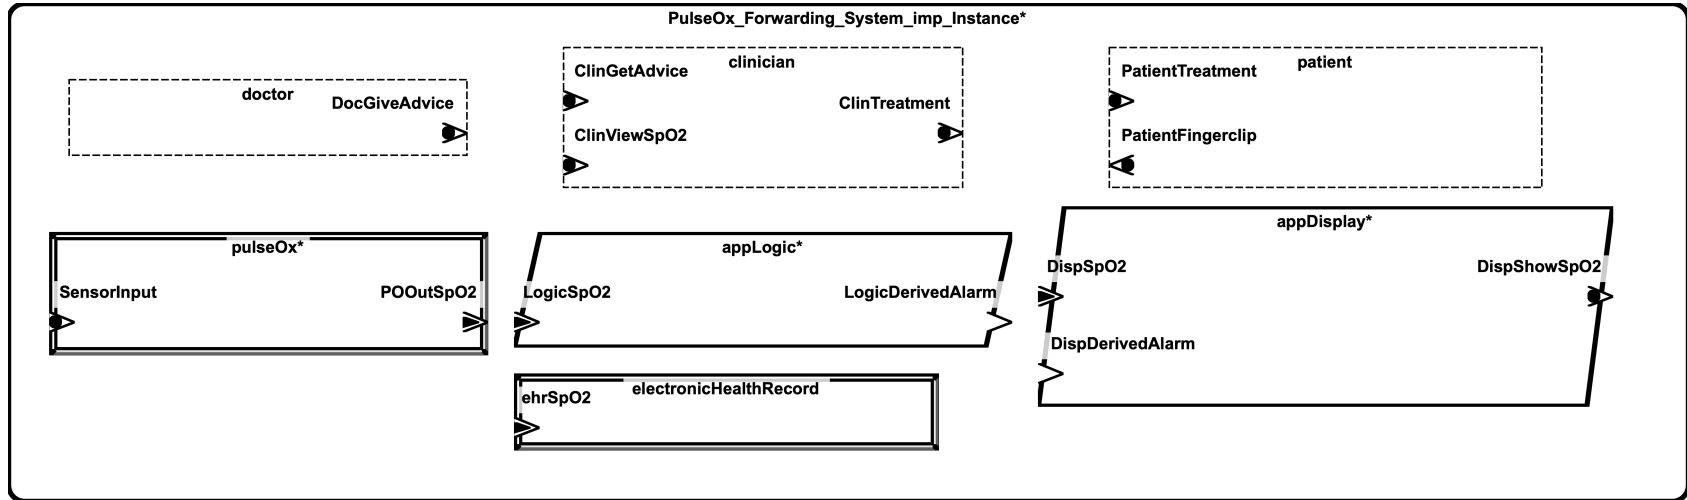 PulseOx_Forwarding_System_imp_Instance*
doctor
DocGiveAdvice
clinician
ClinGetAdvice
ClinTreatment
ClinViewSpO2
patient
PatientTreatment
PatientFingerclip
pulseOx*
SensorInput
POOutSpO2
appLogic*
LogicSpO2
LogicDerivedAlarm
appDisplay*
DispSpO2
DispShowSpO2
DispDerivedAlarm
electronicHealthRecord
ehrSpO2